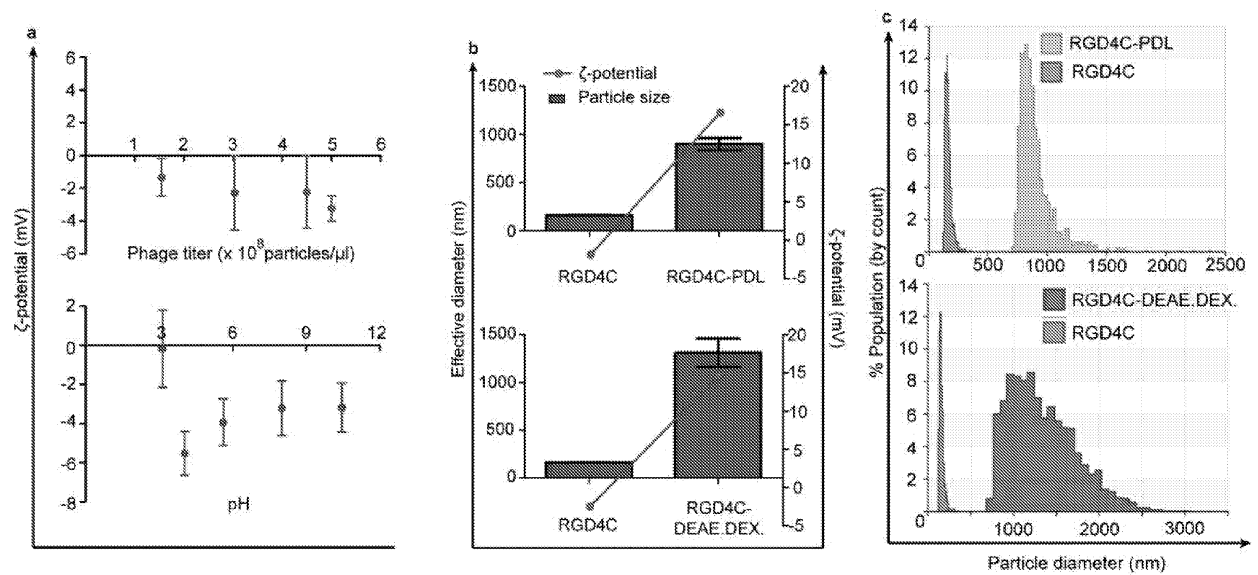 a
6
4
2
0
-2
-4
-6
1 2 3 4 5 6
Phage titer (x 10⁸particles/µl)
ζ-potential (mV)
2
0
-2
-4
-6
-8
3 6 9 12
pH
b
ζ-potential
Particle size
1500
1000
500
0
20
15
10
5
0
-5
RGD4C RGD4C-PDL
Effective diameter (nm)
ζ-potential (mV)
1500
1000
500
0
20
15
10
5
0
-5
RGD4C RGD4C-
DEAE.DEX.
c
14
12
10
8
6
4
2
RGD4C-PDL
RGD4C
0 500 1000 1500 2000 2500
% Population (by count)
14
12
10
8
6
4
2
RGD4C-DEAE.DEX.
RGD4C
0 1000 2000 3000
Particle diameter (nm)